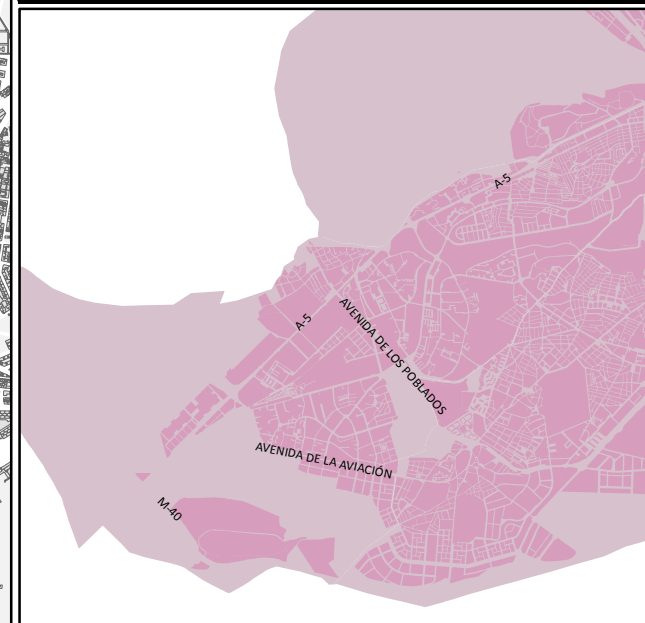 A-5
A-5
AVENIDA DE LOS POBLADOS
AVENIDA DE LA AVIACIÓN
M-40